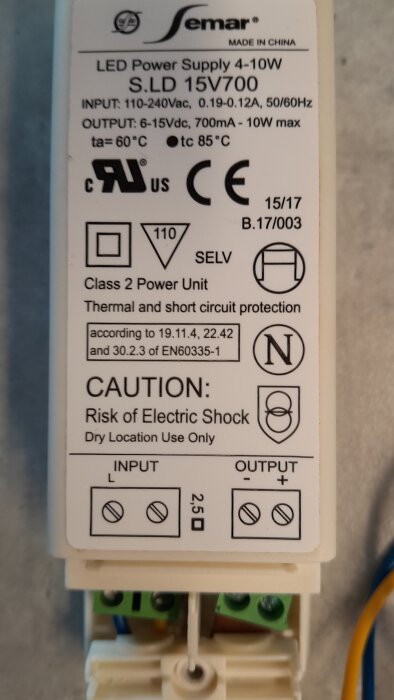 Semar®
MADE IN CHINA
LED Power Supply 4-10W
S.LD 15V700
INPUT: 110-240Vac, 0.19-0.12A, 50/60Hz
OUTPUT: 6-15Vdc, 700mA - 10W max
ta= 60°C ●tc 85°C
c RU® US CE
15/17
B.17/003
110
SELV
Class 2 Power Unit
Thermal and short circuit protection
according to 19.11.4, 22.42
and 30.2.3 of EN60335-1
N
CAUTION:
Risk of Electric Shock
Dry Location Use Only
INPUT OUTPUT
L - +
2,5